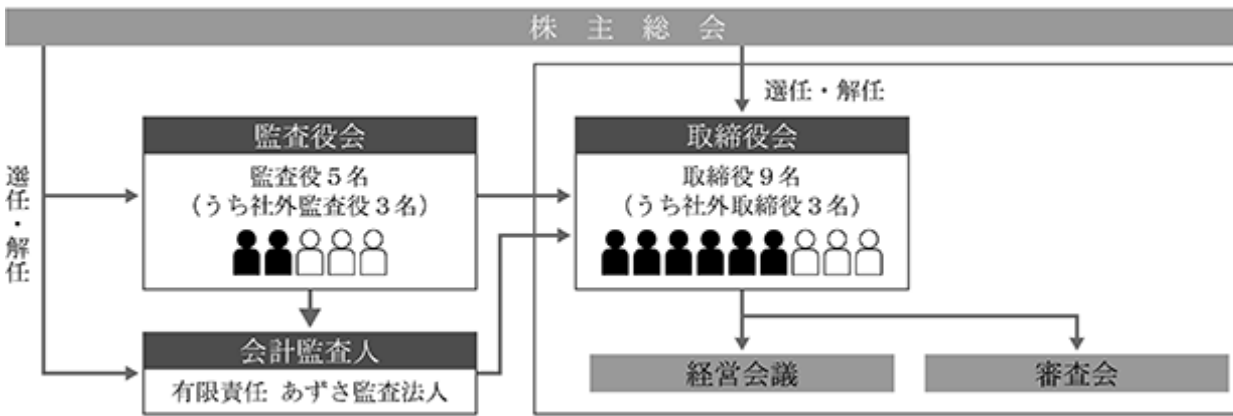 株主総会
選任・解任
監査役会
監査役5名
（うち社外監査役3名）
取締役会
取締役9名
（うち社外取締役3名）
選任・解任
会計監査人
有限責任 あずさ監査法人
経営会議
審査会